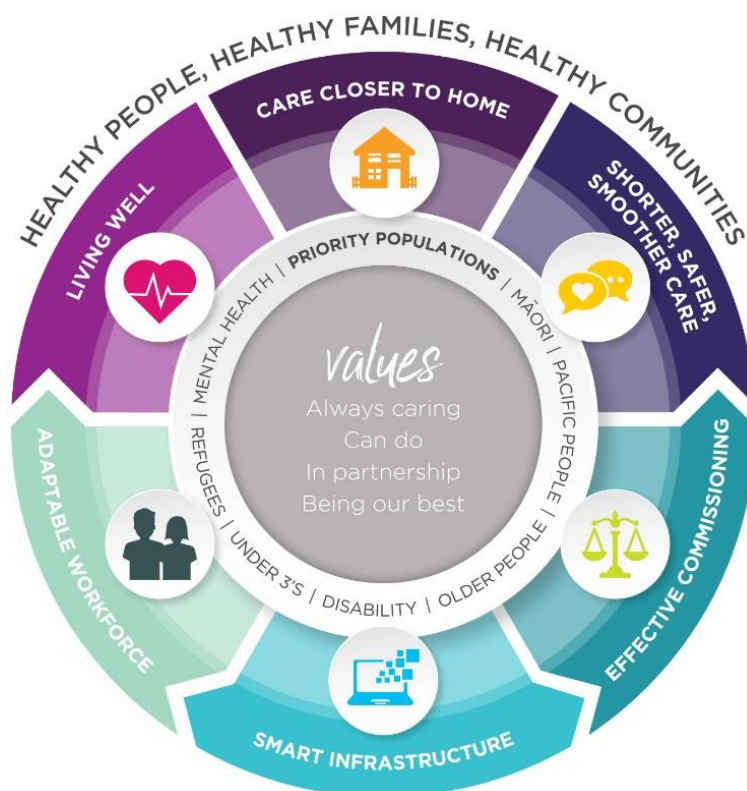 HEALTHY PEOPLE, HEALTHY FAMILIES, HEALTHY COMMUNITIES
CARE CLOSER TO HOME
SHORTER, SAFER,
SMOOTHER CARE
EFFECTIVE COMMISSIONING
SMART INFRASTRUCTURE
ADAPTABLE WORKFORCE
LIVING WELL
PRIORITY POPULATIONS | MĀORI | PACIFIC PEOPLE | OLDER PEOPLE | DISABILITY | UNDER 3'S | REFUGEES | MENTAL HEALTH |
values
Always caring
Can do
In partnership
Being our best